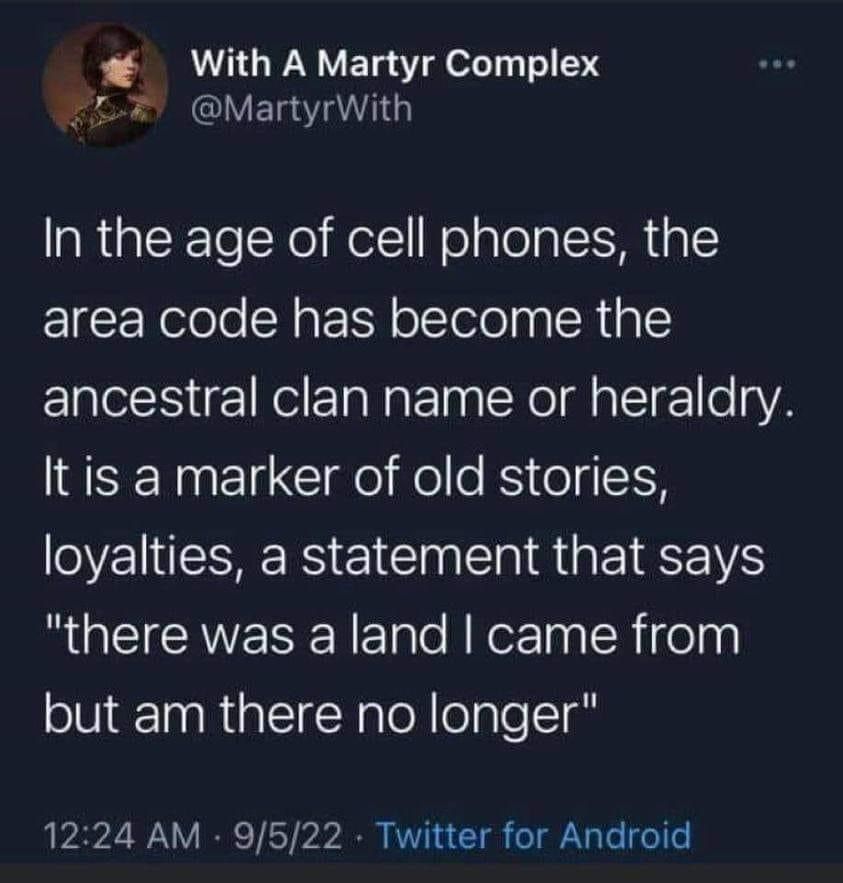 With A Martyr Complex
@MartyrWith
In the age of cell phones, the
area code has become the
ancestral clan name or heraldry.
It is a marker of old stories,
loyalties, a statement that says
"there was a land I came from
but am there no longer"
12:24 AM · 9/5/22 · Twitter for Android